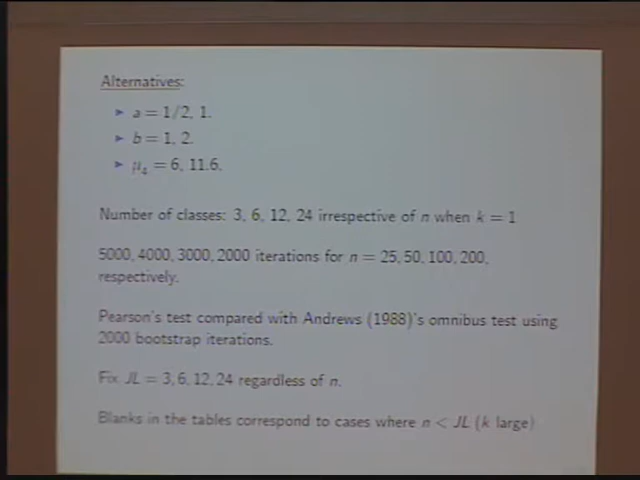 Alternatives:
➤ a = 1/2, 1.
➤ b = 1, 2.
➤ μ₄ = 6, 11.6.
Number of classes: 3, 6, 12, 24 irrespective of n when k = 1
5000, 4000, 3000, 2000 iterations for n = 25, 50, 100, 200,
respectively.
Pearson's test compared with Andrews (1988)'s omnibus test using
2000 bootstrap iterations.
Fix JL = 3, 6, 12, 24 regardless of n.
Blanks in the tables correspond to cases where n < JL (k large)